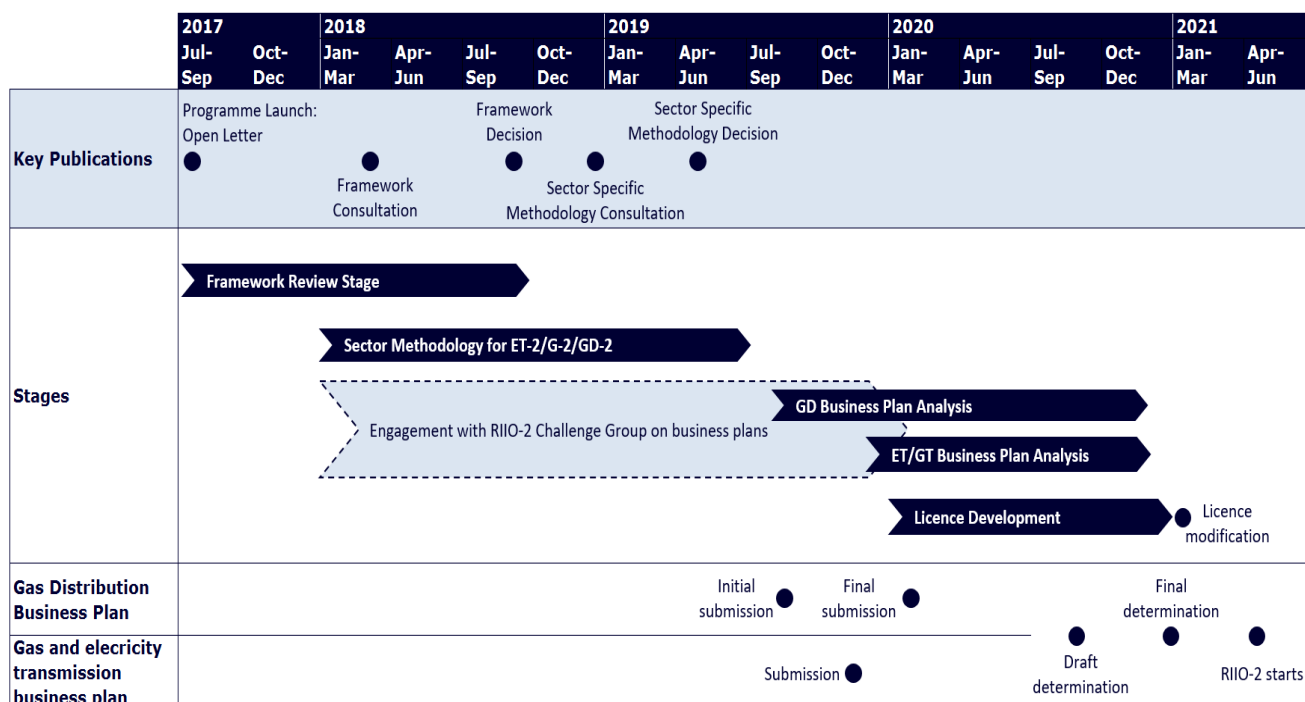 2017 2018 2019 2020 2021
Jul- Oct- Jan- Apr- Jul- Oct- Jan- Apr- Jul- Oct- Jan- Apr- Jul- Oct- Jan- Apr-
Sep Dec Mar Jun Sep Dec Mar Jun Sep Dec Mar Jun Sep Dec Mar Jun
Key Publications
Programme Launch:
Open Letter
Framework
Consultation
Framework
Decision
Sector Specific
Methodology Consultation
Sector Specific
Methodology Decision
Stages
Framework Review Stage
Sector Methodology for ET-2/G-2/GD-2
Engagement with RIIO-2 Challenge Group on business plans
GD Business Plan Analysis
ET/GT Business Plan Analysis
Licence Development
Licence
modification
Gas Distribution
Business Plan
Initial
submission
Final
submission
Final
determination
Gas and elecricity
transmission
business plan
Submission
Draft
determination
RIIO-2 starts